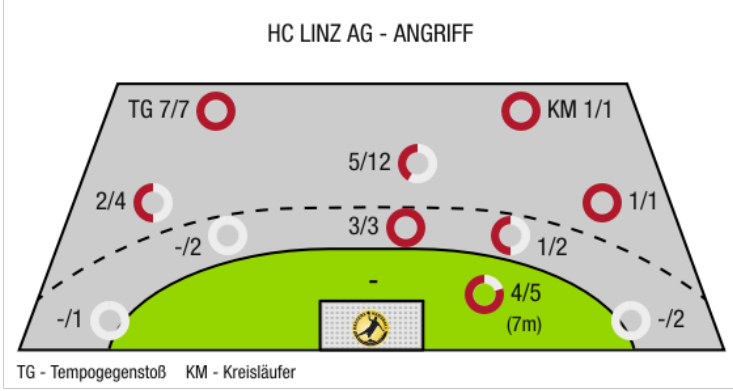 HC LINZ AG - ANGRIFF
TG 7/7
KM 1/1
5/12
2/4
1/1
3/3
-/2
1/2
-
4/5
(7m)
-/1
-/2
TG - Tempogegenstoß KM - Kreisläufer